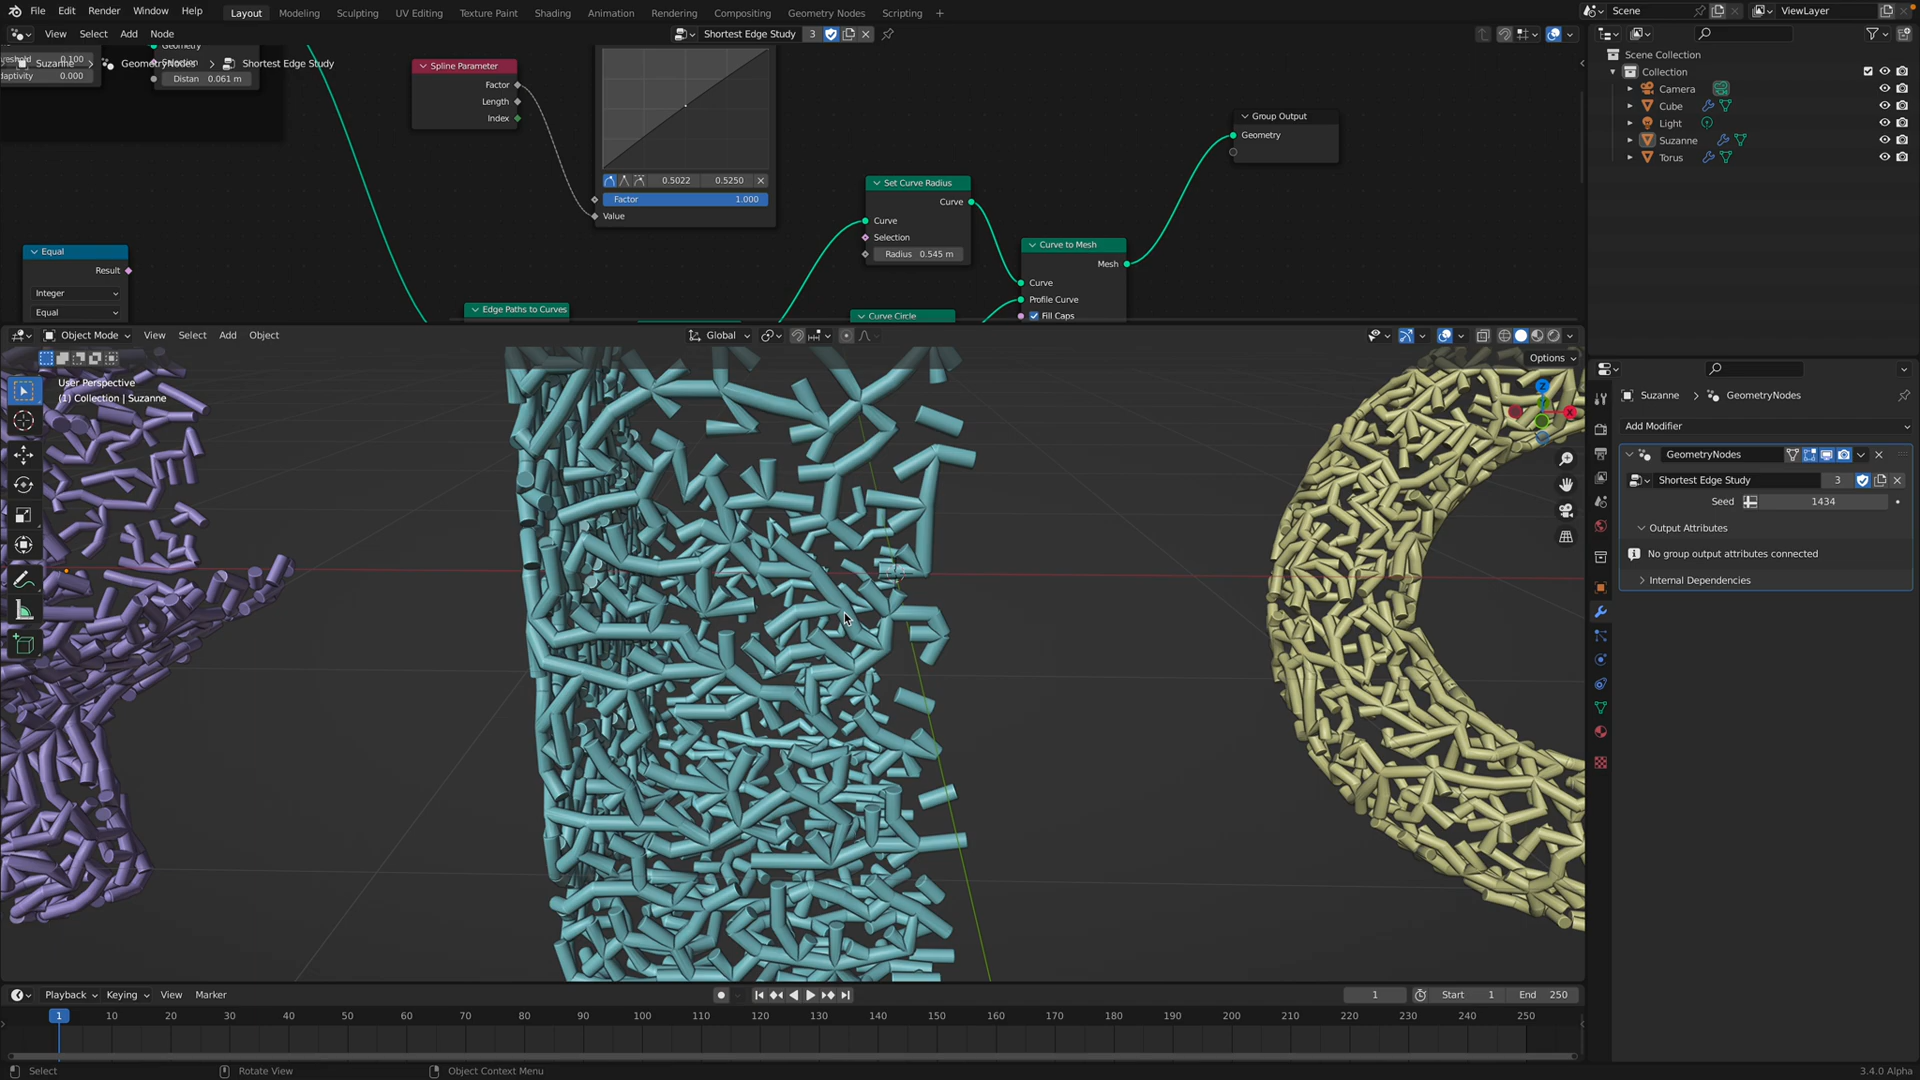 File Edit Render Window Help Layout Modeling Sculpting UV Editing Texture Paint Shading Animation Rendering Compositing Geometry Nodes Scripting + Scene ViewLayer
View Select Add Node Shortest Edge Study 3
Suzanne > GeometryNodes > Shortest Edge Study
0.100
0.000
Distan 0.061 m
Spline Parameter
Factor
Length
Index
0.5022 0.5250
Factor 1.000
Value
Equal
Result
Integer
Equal
Edge Paths to Curves
Set Curve Radius
Curve
Curve
Selection
Radius 0.545 m
Curve Circle
Curve to Mesh
Mesh
Curve
Profile Curve
Fill Caps
Group Output
Geometry
Scene Collection
Collection
Camera
Cube
Light
Suzanne
Torus
Object Mode View Select Add Object Global
Options
User Perspective
(1) Collection | Suzanne
Z
X
Suzanne > GeometryNodes
Add Modifier
GeometryNodes
Shortest Edge Study 3
Seed 1434
Output Attributes
No group output attributes connected
Internal Dependencies
Playback Keying View Marker 1 Start 1 End 250
1 10 20 30 40 50 60 70 80 90 100 110 120 130 140 150 160 170 180 190 200 210 220 230 240 250
Select Rotate View Object Context Menu 3.4.0 Alpha